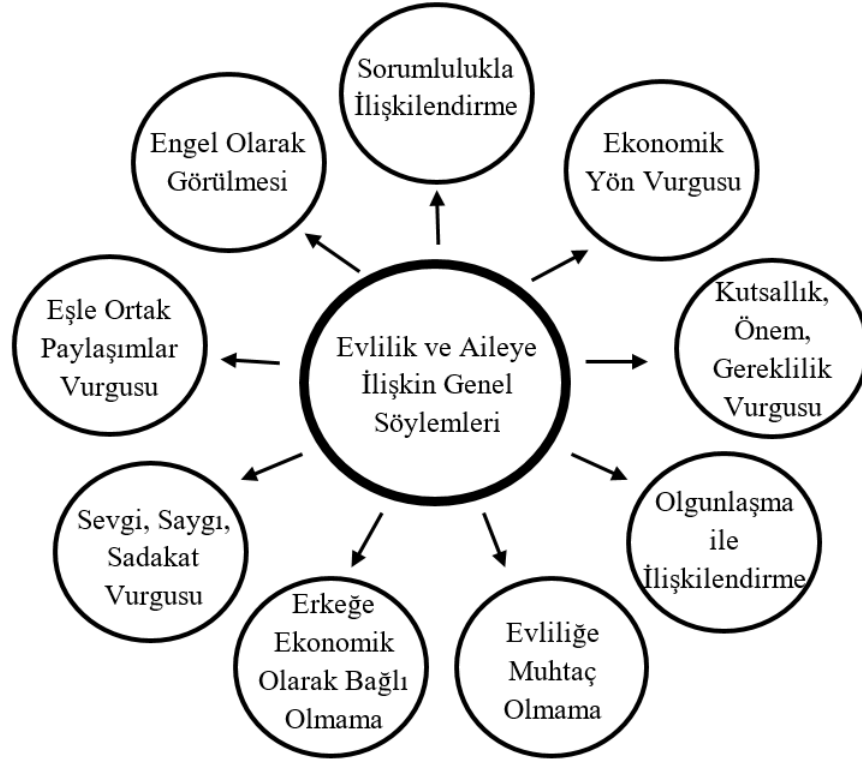 Sorumlulukla
İlişkilendirme
Ekonomik
Yön Vurgusu
Kutsallık,
Önem,
Gereklilik
Vurgusu
Olgunlaşma
ile
İlişkilendirme
Evliliğe
Muhtaç
Olmama
Erkeğe
Ekonomik
Olarak Bağlı
Olmama
Sevgi, Saygı,
Sadakat
Vurgusu
Eşle Ortak
Paylaşımlar
Vurgusu
Engel Olarak
Görülmesi
Evlilik ve Aileye
İlişkin Genel
Söylemleri